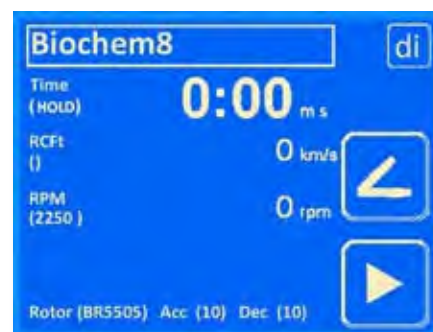 Biochem8
di
Time
(HOLD)
0:00 m s
RCFt
()
0 km/s
RPM
(2250 )
0 rpm
Rotor (BR5505) Acc (10) Dec (10)